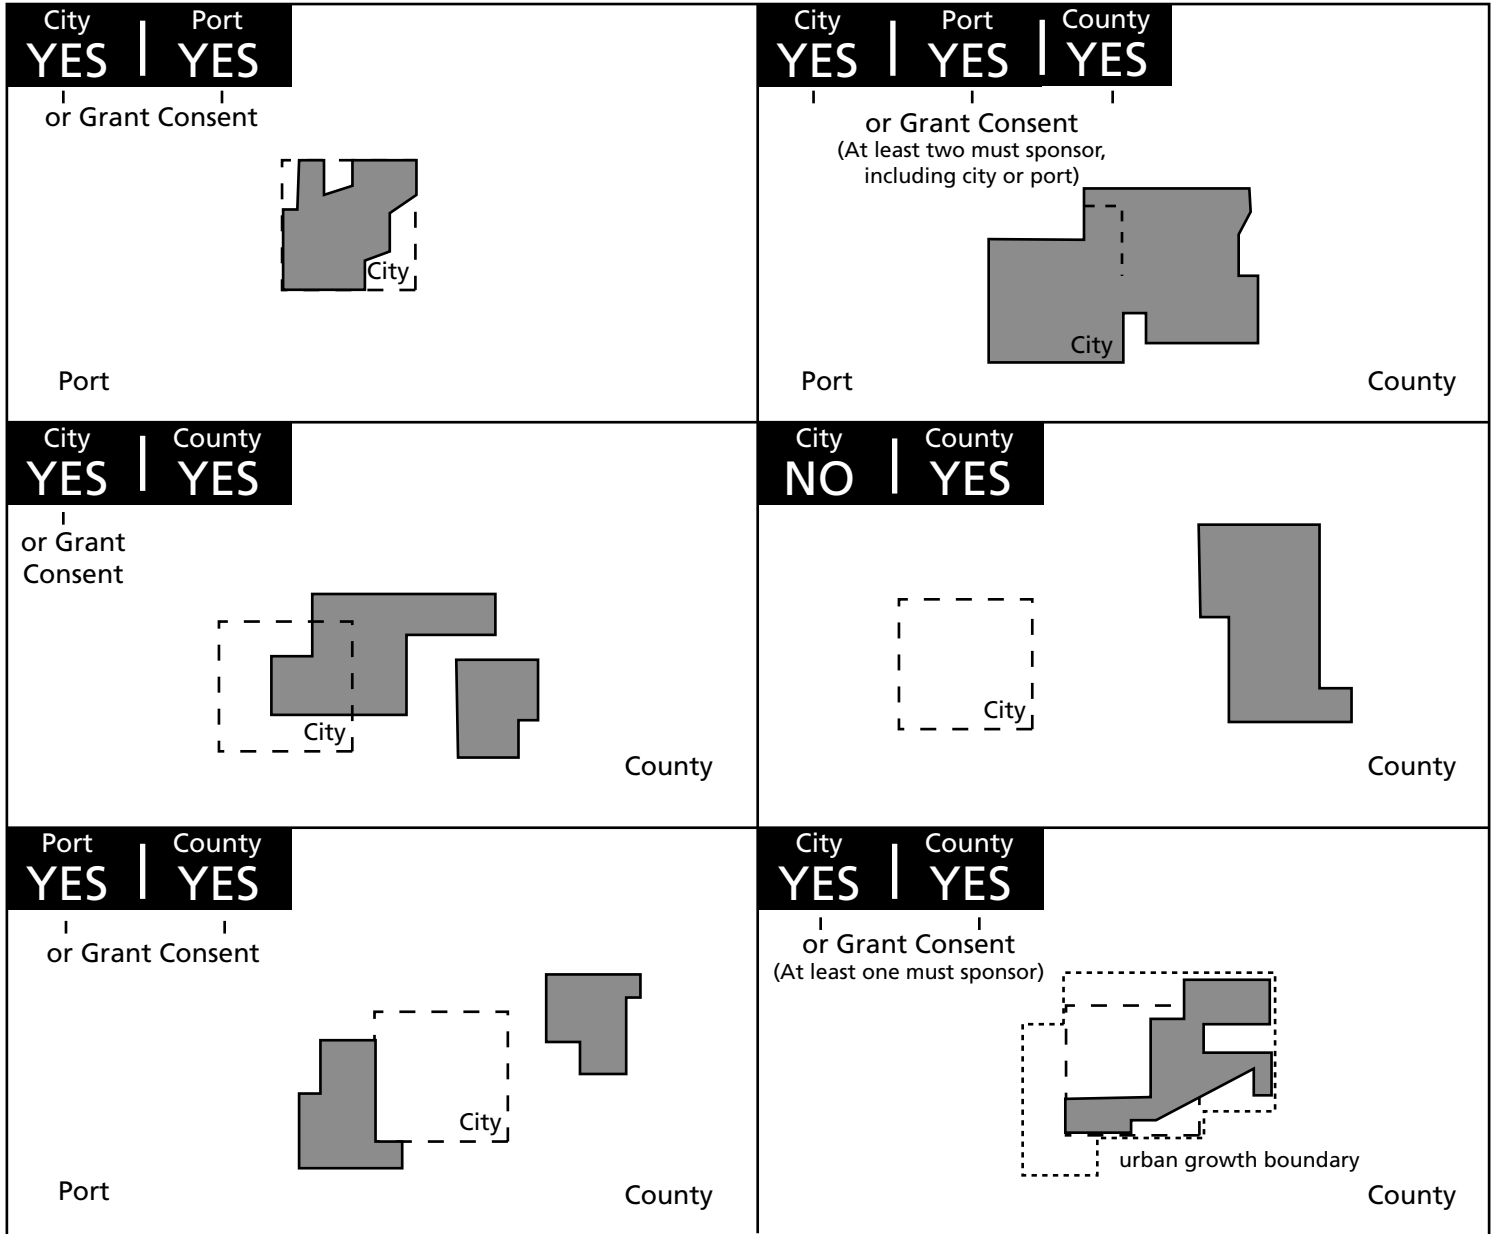 City Port
YES YES
or Grant Consent
City
Port
City Port County
YES YES YES
or Grant Consent
(At least two must sponsor,
including city or port)
City
Port County
City County
YES YES
or Grant
Consent
City
County
City County
NO YES
City
County
Port County
YES YES
or Grant Consent
City
Port
County
City County
YES YES
or Grant Consent
(At least one must sponsor)
urban growth boundary
County